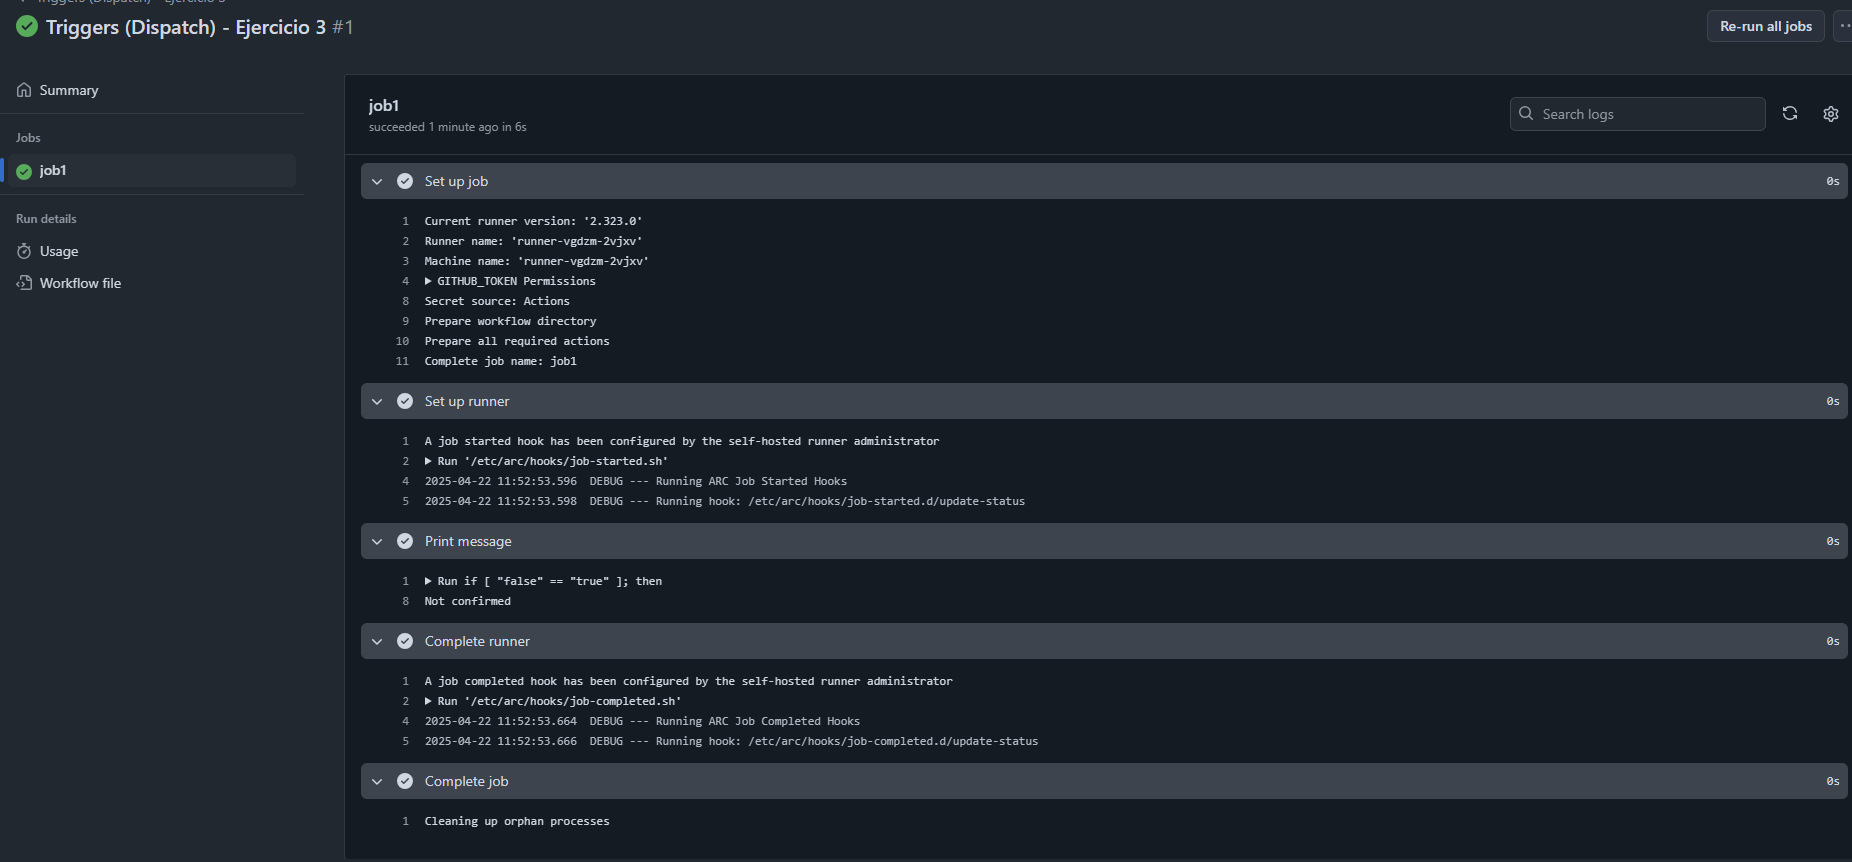 Triggers (Dispatch) - Ejercicio 3
Triggers (Dispatch) - Ejercicio 3 #1
Re-run all jobs
Summary
Jobs
job1
Run details
Usage
Workflow file
job1
succeeded 1 minute ago in 6s
Search logs
Set up job 0s
1 Current runner version: '2.323.0'
2 Runner name: 'runner-vgdzm-2vjxv'
3 Machine name: 'runner-vgdzm-2vjxv'
4 GITHUB_TOKEN Permissions
8 Secret source: Actions
9 Prepare workflow directory
10 Prepare all required actions
11 Complete job name: job1
Set up runner 0s
1 A job started hook has been configured by the self-hosted runner administrator
2 Run '/etc/arc/hooks/job-started.sh'
4 2025-04-22 11:52:53.596 DEBUG --- Running ARC Job Started Hooks
5 2025-04-22 11:52:53.598 DEBUG --- Running hook: /etc/arc/hooks/job-started.d/update-status
Print message 0s
1 Run if [ "false" == "true" ]; then
8 Not confirmed
Complete runner 0s
1 A job completed hook has been configured by the self-hosted runner administrator
2 Run '/etc/arc/hooks/job-completed.sh'
4 2025-04-22 11:52:53.664 DEBUG --- Running ARC Job Completed Hooks
5 2025-04-22 11:52:53.666 DEBUG --- Running hook: /etc/arc/hooks/job-completed.d/update-status
Complete job 0s
1 Cleaning up orphan processes